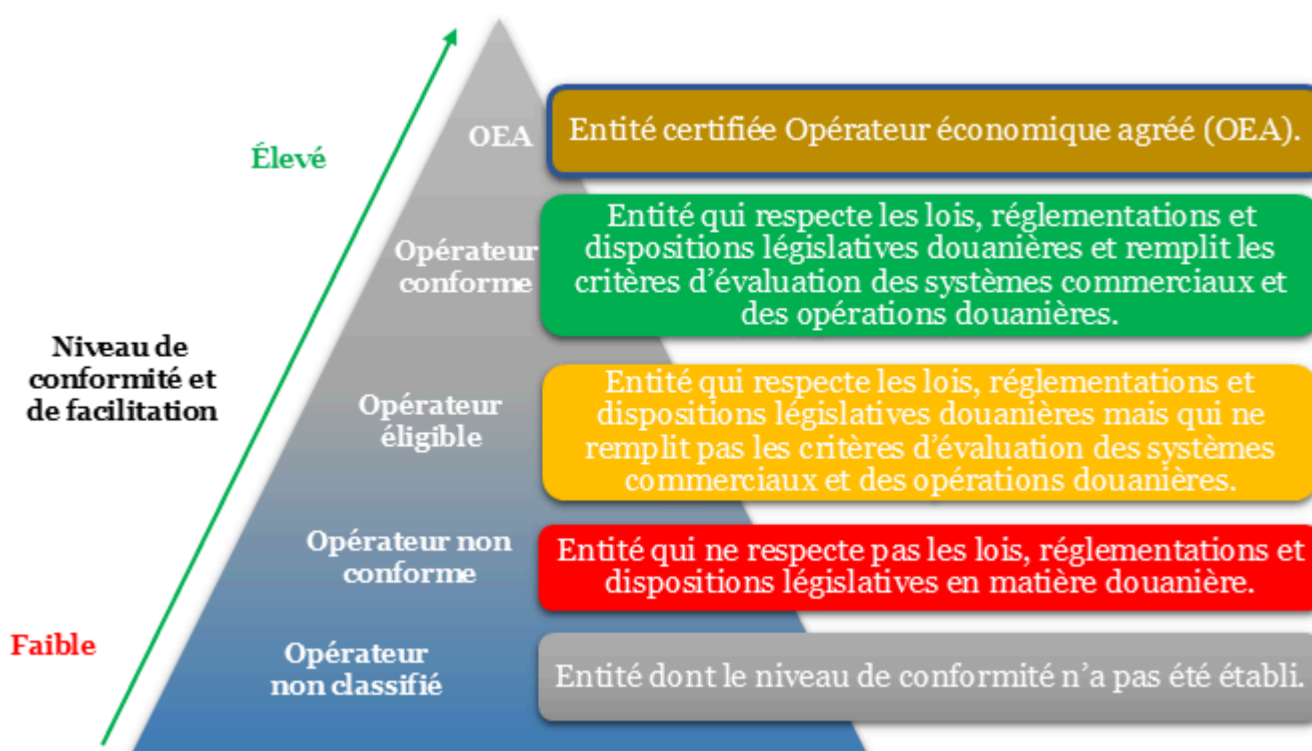 OEA
Entité certifiée Opérateur économique agréé (OEA).
Élevé
Opérateur
conforme
Entité qui respecte les lois, réglementations et
dispositions législatives douanières et remplit les
critères d'évaluation des systèmes commerciaux et
des opérations douanières.
Niveau de
conformité et
de facilitation
Opérateur
éligible
Entité qui respecte les lois, réglementations et
dispositions législatives douanières mais qui ne
remplit pas les critères d'évaluation des systèmes
commerciaux et des opérations douanières.
Opérateur non
conforme
Entité qui ne respecte pas les lois, réglementations et
dispositions législatives en matière douanière.
Faible
Opérateur
non classifié
Entité dont le niveau de conformité n'a pas été établi.